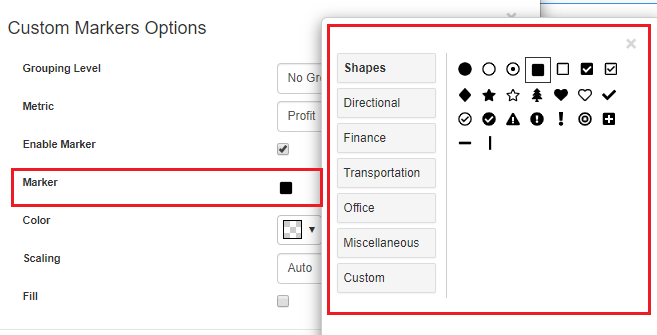 Custom Markers Options
Grouping Level
No Gr
Metric
Profit
Enable Marker
Marker
Color
Scaling
Auto
Fill
Shapes
Directional
Finance
Transportation
Office
Miscellaneous
Custom